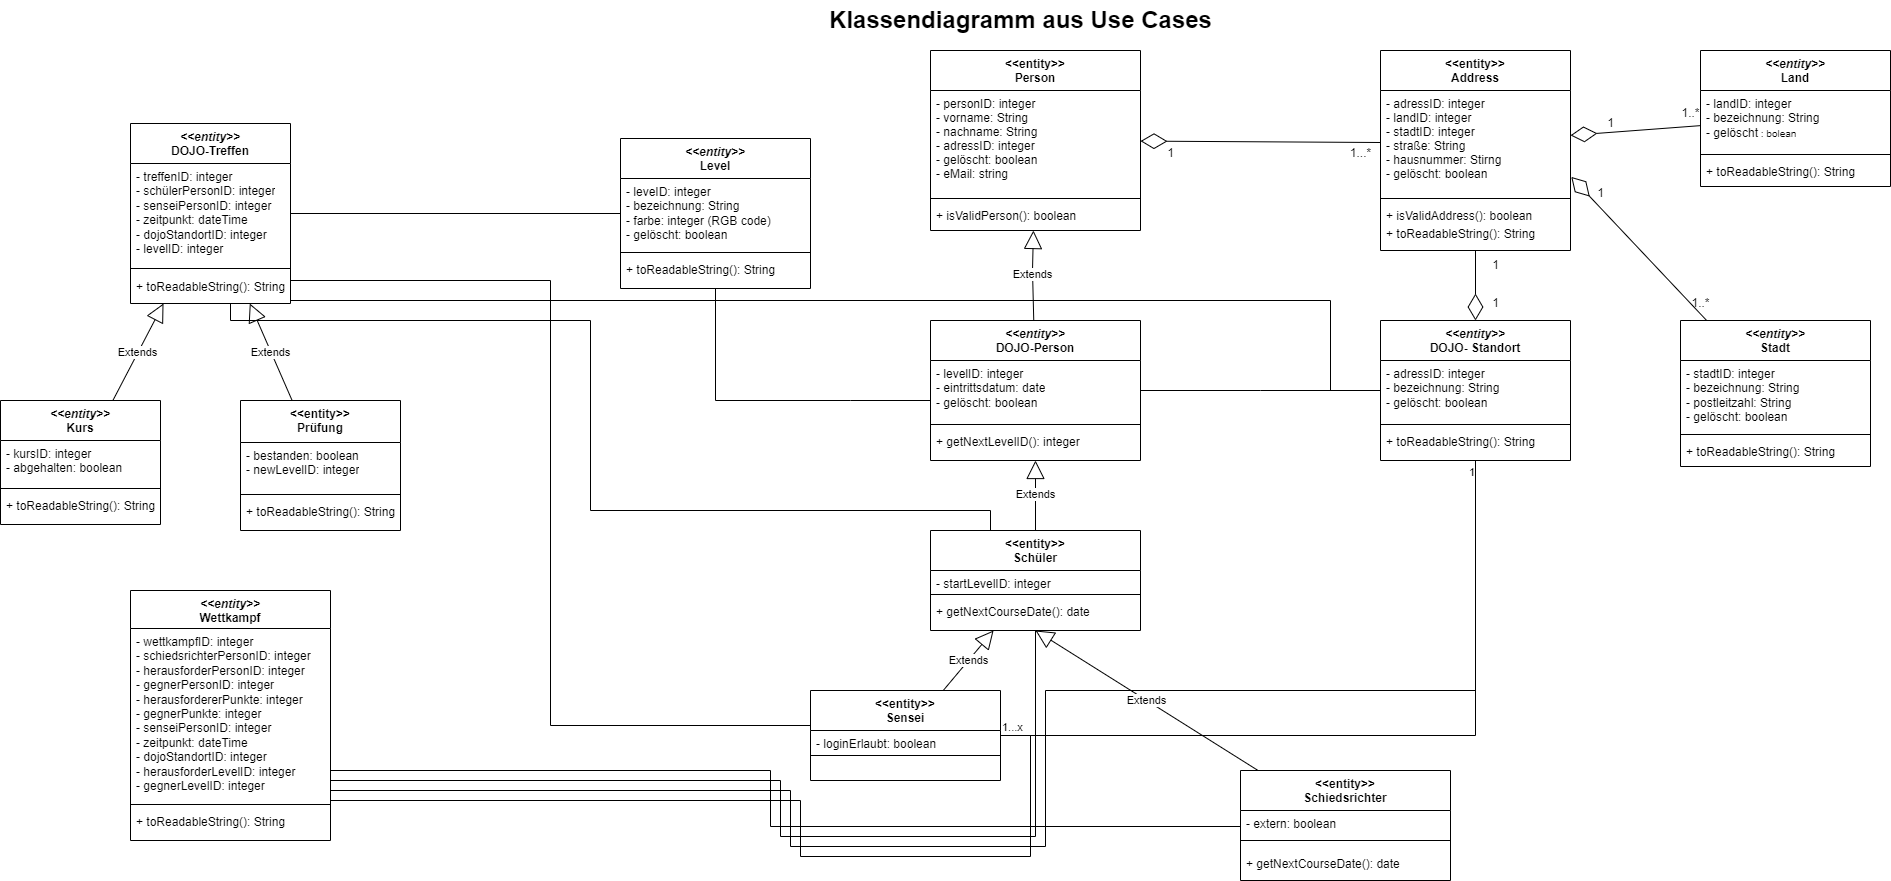 Klassendiagramm aus Use Cases
<<entity>>
Person
- personID: integer
- vorname: String
- nachname: String
- adressID: integer
- gelöscht: boolean
- eMail: string
+ isValidPerson(): boolean
1
1...*
<<entity>>
Address
- adressID: integer
- landID: integer
- stadtID: integer
- straße: String
- hausnummer: Stirng
- gelöscht: boolean
+ isValidAddress(): boolean
+ toReadableString(): String
1
1..*
<<entity>>
Land
- landID: integer
- bezeichnung: String
- gelöscht : bolean
+ toReadableString(): String
1
1..*
<<entity>>
DOJO-Treffen
- treffenID: integer
- schülerPersonID: integer
- senseiPersonID: integer
- zeitpunkt: dateTime
- dojoStandortID: integer
- levelID: integer
+ toReadableString(): String
<<entity>>
Level
- levelD: integer
- bezeichnung: String
- farbe: integer (RGB code)
- gelöscht: boolean
+ toReadableString(): String
Extends
1
1
Extends
Extends
<<entity>>
DOJO-Person
- levelID: integer
- eintrittsdatum: date
- gelöscht: boolean
+ getNextLevelID(): integer
<<entity>>
DOJO- Standort
- adressID: integer
- bezeichnung: String
- gelöscht: boolean
+ toReadableString(): String
1
<<entity>>
Stadt
- stadtID: integer
- bezeichnung: String
- postleitzahl: String
- gelöscht: boolean
+ toReadableString(): String
<<entity>>
Kurs
- kursID: integer
- abgehalten: boolean
+ toReadableString(): String
<<entity>>
Prüfung
- bestanden: boolean
- newLevelID: integer
+ toReadableString(): String
Extends
<<entity>>
Schüler
- startLevelID: integer
+ getNextCourseDate(): date
<<entity>>
Wettkampf
- wettkampfID: integer
- schiedsrichterPersonID: integer
- herausforderPersonID: integer
- gegnerPersonID: integer
- herausfordererPunkte: integer
- gegnerPunkte: integer
- senseiPersonID: integer
- zeitpunkt: dateTime
- dojoStandortID: integer
- herausforderLevelID: integer
- gegnerLevelID: integer
+ toReadableString(): String
Extends
Extends
<<entity>>
Sensei
- loginErlaubt: boolean
1...x
<<entity>>
Schiedsrichter
- extern: boolean
+ getNextCourseDate(): date